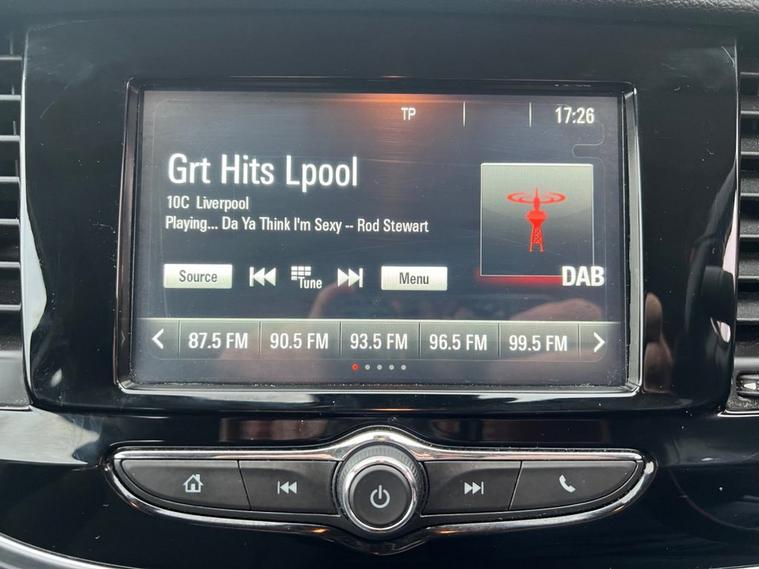 TP
17:26
Grt Hits Lpool
10C Liverpool
Playing... Da Ya Think I'm Sexy -- Rod Stewart
DAB
Source
Tune
Menu
87.5 FM
90.5 FM
93.5 FM
96.5 FM
99.5 FM